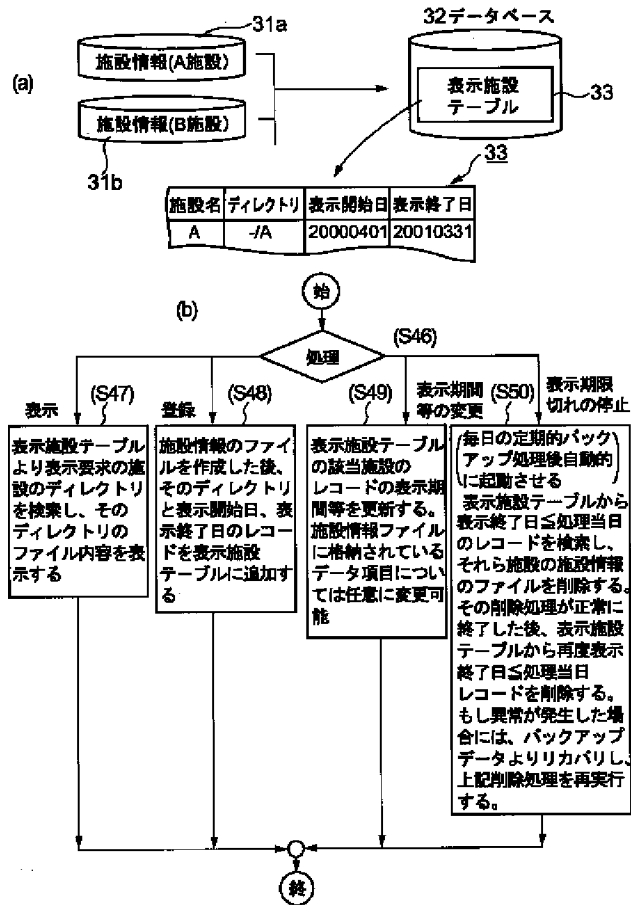 31a
32データベース
施設情報(A施設)
(a)
表示施設
テーブル
33
施設情報(B施設)
31b
33
施設名 ディレクトリ 表示開始日 表示終了日
A -/A 20000401 20010331
(b)
始
処理
(S46)
表示
(S47)
表示施設テーブル
より表示要求の施
設のディレクトリ
を検索し、その
ディレクトリの
ファイル内容を表
示する
登録
(S48)
施設情報のファイ
ルを作成した後、
そのディレクトリ
と表示開始日、表
示終了日のレコー
ドを表示施設
テーブルに追加す
る
(S49)
表示期間
等の変更
表示施設テーブル
の該当施設の
レコードの表示期
間等を更新する。
施設情報ファイル
に格納されている
データ項目につい
ては任意に変更可
能
(S50)
表示期限
切れの停止
(毎日の定期的バック
アップ処理後自動的
に起動させる)
表示施設テーブルから
表示終了日≦処理当日
のレコードを検索し、
それら施設の施設情報
のファイルを削除する。
その削除処理が正常に
終了した後、表示施設
テーブルから再度表示
終了日≦処理当日
レコードを削除する。
もし異常が発生した場
合には、バックアップ
データよりリカバリし、
上記削除処理を再実行
する。
終